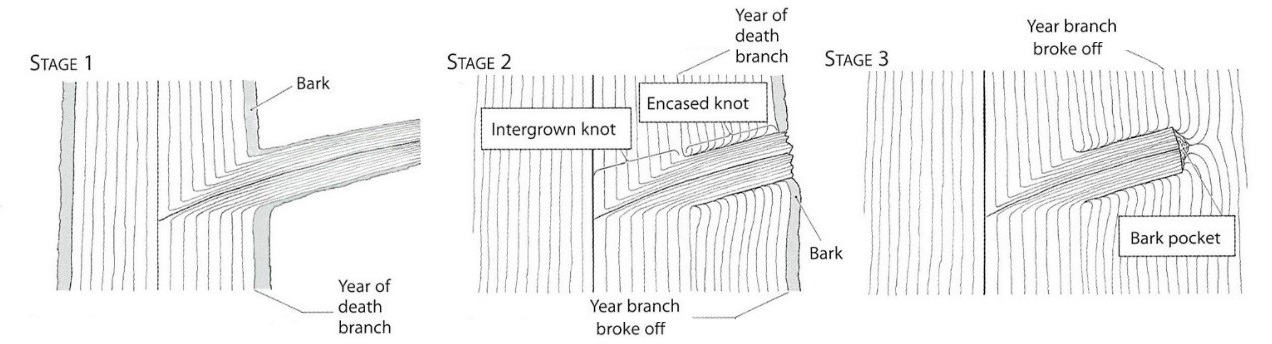 STAGE 1
Bark
Year of
death
branch
STAGE 2
Year of
death
branch
Encased knot
Intergrown knot
Bark
Year branch
broke off
STAGE 3
Year branch
broke off
Bark pocket